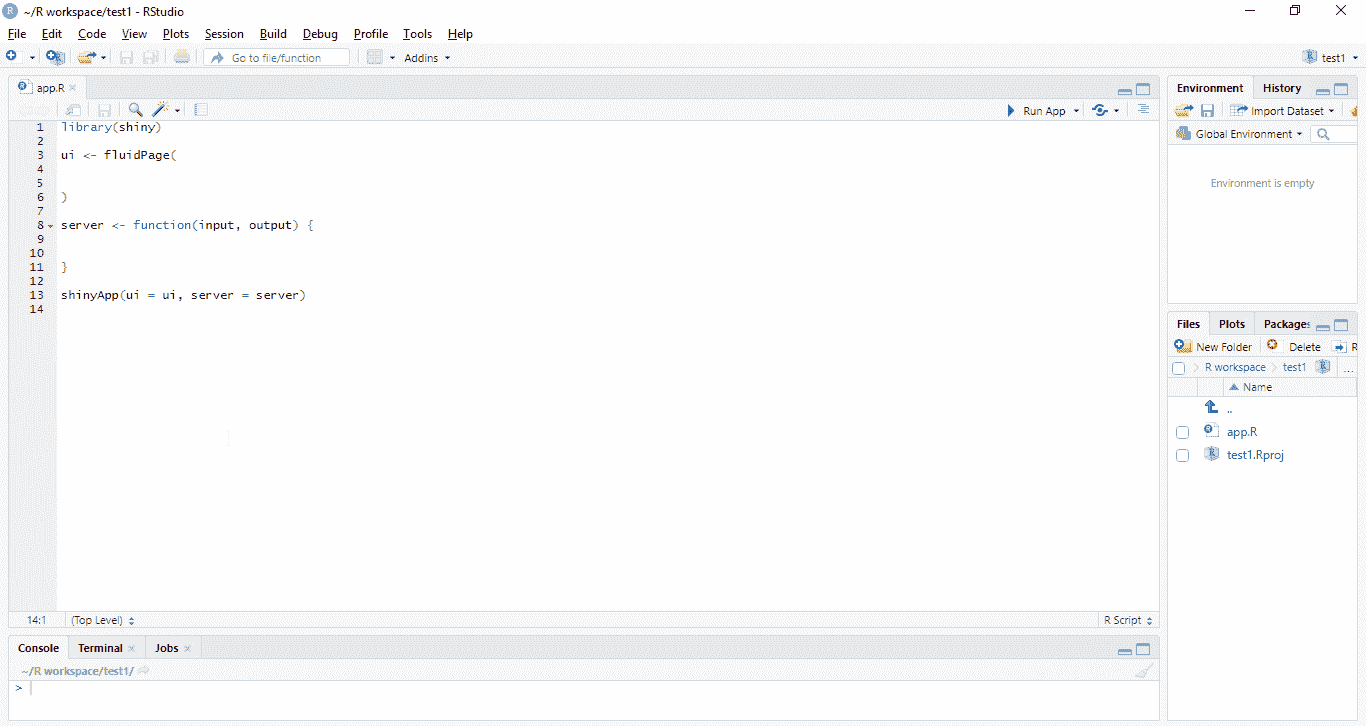 ~/R workspace/test1 - RStudio
File Edit Code View Plots Session Build Debug Profile Tools Help
Go to file/function Addins test1
app.R
Run App
1 library(shiny)
2
3 ui <- fluidPage(
4
5
6 )
7
8 server <- function(input, output) {
9
10
11 }
12
13 shinyApp(ui = ui, server = server)
14
14:1 (Top Level) R Script
Console Terminal Jobs
~/R workspace/test1/
>
Environment History
Import Dataset
Global Environment
Environment is empty
Files Plots Packages
New Folder Delete R
R workspace test1 ...
Name
..
app.R
test1.Rproj